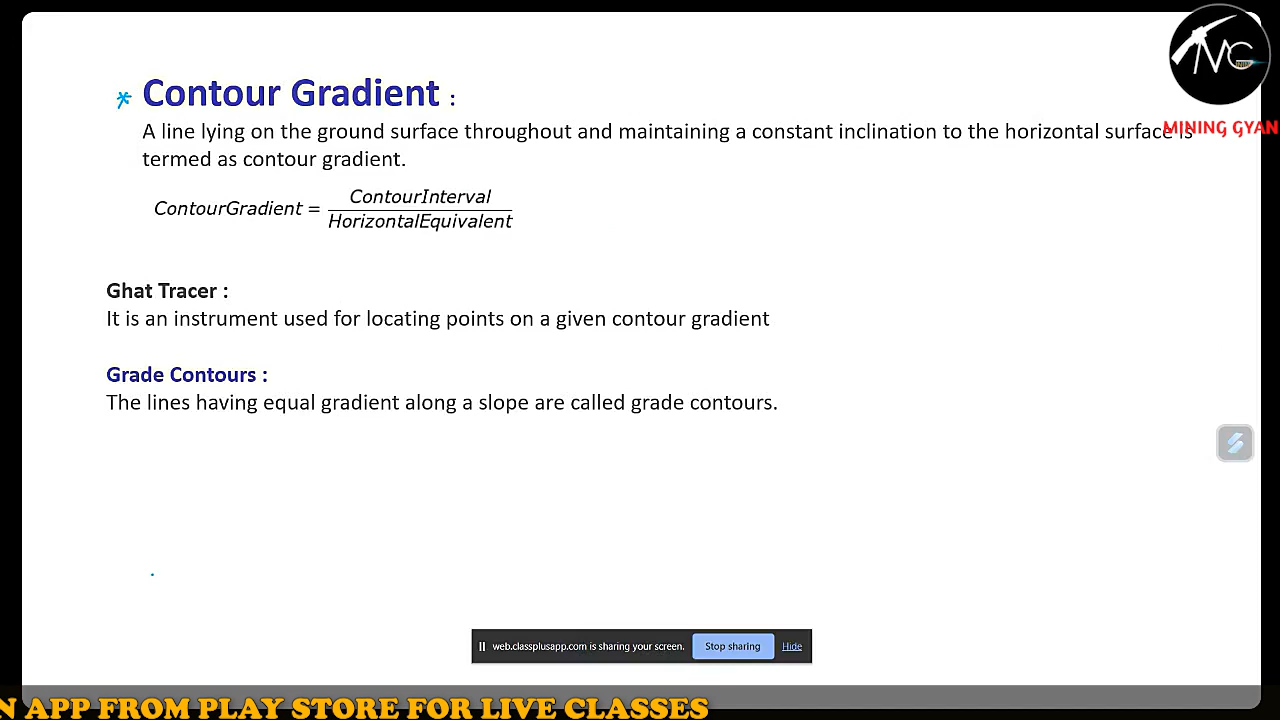 MG
MINING GYAN
* Contour Gradient :
A line lying on the ground surface throughout and maintaining a constant inclination to the horizontal surface is
termed as contour gradient.
ContourGradient = ContourInterval
HorizontalEquivalent
Ghat Tracer :
It is an instrument used for locating points on a given contour gradient
Grade Contours :
The lines having equal gradient along a slope are called grade contours.
web.classplusapp.com is sharing your screen. Stop sharing Hide
N APP FROM PLAY STORE FOR LIVE CLASSES